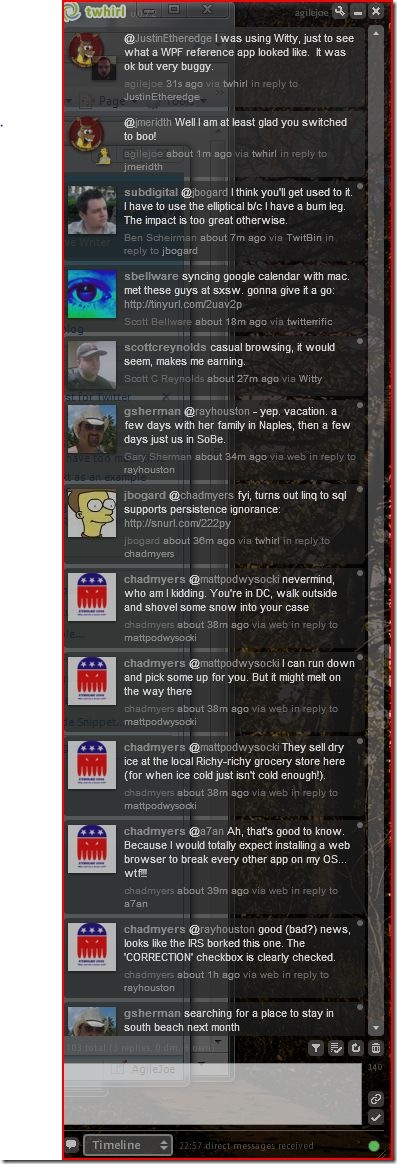 twhirl
agilejoe
@JustinEtheredge I was using Witty, just to see
what a WPF reference app looked like. It was
ok but very buggy.
agilejoe 31s ago via twhirl in reply to
JustinEtheredge
Page
@jmeridth Well I am at least glad you switched
to boo!
agilejoe about 1m ago via twhirl in reply to
jmeridth
subdigital @jbogard I think you'll get used to it.
I have to use the elliptical b/c I have a bum leg.
The impact is too great otherwise.
Ben Scheirman about 7m ago via TwitBin in
reply to jbogard
ve Writer
sbellware syncing google calendar with mac.
met these guys at sxsw. gonna give it a go:
http://tinyurl.com/2uav2p
Scott Bellware about 18m ago via twitterrific
log
scottcreynolds casual browsing, it would
seem, makes me earning.
Scott C Reynolds about 27m ago via Witty
st for Twitter
gsherman @rayhouston - yep. vacation. a
few days with her family in Naples, then a few
days just us in SoBe.
Gary Sherman about 34m ago via web in reply to
rayhouston
ave too m
t as an example
jbogard @chadmyers fyi, turns out linq to sql
supports persistence ignorance:
http://snurl.com/222py
jbogard about 36m ago via twhirl in reply to
chadmyers
chadmyers @mattpodwysocki nevermind,
who am I kidding. You're in DC, walk outside
and shovel some snow into your case
chadmyers about 38m ago via web in reply to
mattpodwysocki
chadmyers @mattpodwysocki I can run down
and pick some up for you. But it might melt on
the way there
chadmyers about 38m ago via web in reply to
mattpodwysocki
de Snippet...
chadmyers @mattpodwysocki They sell dry
ice at the local Richy-richy grocery store here
(for when ice cold just isn't cold enough!).
chadmyers about 38m ago via web in reply to
mattpodwysocki
chadmyers @a7an Ah, that's good to know.
Because I would totally expect installing a web
browser to break every other app on my OS...
wtf!!!
chadmyers about 39m ago via web in reply to
a7an
chadmyers @rayhouston good (bad?) news,
looks like the IRS borked this one. The
'CORRECTION' checkbox is clearly checked.
chadmyers about 1h ago via web in reply to
rayhouston
gsherman searching for a place to stay in
south beach next month
103 total (3 replies, 0 dm, own)
AgileJoe
140
Timeline
22:57 direct messages received